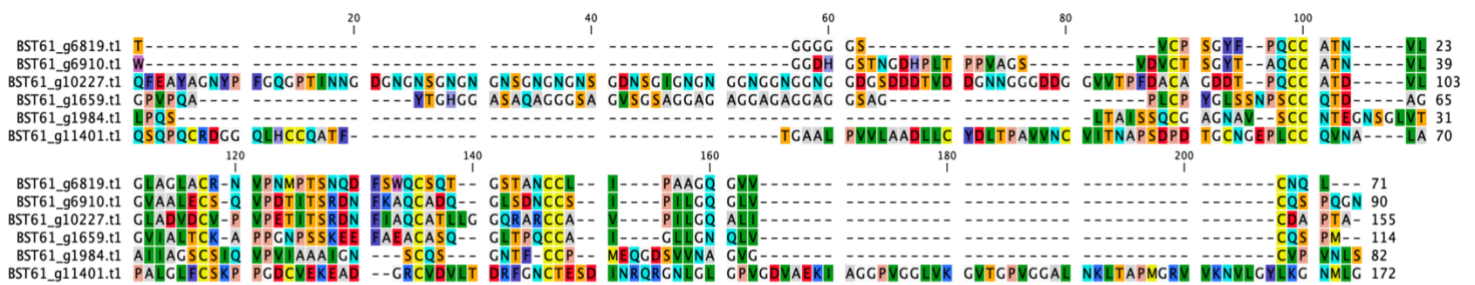 20 40 60 80 100
BST61_g6819.t1 T--------- ---------- ---------- ---------- ---------- -----GGGG GS-------- ---------- ------VCP SGYF--PQCC ATN-----VL 23
BST61_g6910.t1 W--------- ---------- ---------- ---------- ---------- -----GGDH GSTNGDHPLT PPVAGS---- ----VDVCT SGYT--AQCC ATN-----VL 39
BST61_g10227.t1 QFEAYAGNYP FGQGPTINNG DGNGNSGNGN GNSGNGNGNS GDNSGIGNGN GGNGGNGGNG GDGSDDDTVD DGNNGGGDDG GVVTPFDACA GDDT--PQCC ATD-----VL 103
BST61_g1659.t1 GPVPQA---- ---------- ----YTGHGG ASAQAGGGSA GVSGSAGGAG AGGAGAGGAG GSAG------ ---------- -----PLCP YGLSSNPSCC QTD-----AG 65
BST61_g1984.t1 LPQS------ ---------- ---------- ---------- ---------- ---------- ---------- ---------- -LTAISSQCG AGNAV--SCC NTEGNSGLVT 31
BST61_g11401.t1 QSQPQCRDGG QLHCCQATF- ---------- ---------- ---------- ----TGAAL PVVLAADLLC YDLTPAVVNC VITNAPSDPD TGCNGEPLCC QVNA----LA 70
120 140 160 180 200
BST61_g6819.t1 GLAGLACR-N VPNMPTSNQD FSWQCSQT-- GSTANCCL-- I----PAAGQ GVV------- ---------- ---------- ---------- ---------- ------CNQ L--- 71
BST61_g6910.t1 GVAALECS-Q VPDTITSRDN FKAQCADQ-- GLSDNCCS-- I----PILGQ GLV------- ---------- ---------- ---------- ---------- ------CQS PQGN 90
BST61_g10227.t1 GLADVDCV-P VPETITSRDN FIAQCATLLG GQRARCCA-- V----PILGQ ALI------- ---------- ---------- ---------- ---------- ------CDA PTA- 155
BST61_g1659.t1 GVIALTCK-A PPGNPSSKEE FAEACASQ-- GLTPQCCA-- I----GLLGN QLV------- ---------- ---------- ---------- ---------- ------CQS PM-- 114
BST61_g1984.t1 AIIAGSCSIQ VPVIAAAIGN ---SCQS--- GNTF-CCP-- MEQGDSVVNA GVG------- ---------- ---------- ---------- ---------- ------CVP VNLS 82
BST61_g11401.t1 PALGLFCSKP PGDCVEKEAD --GRCVDVLT DRFGNCTESD INRQRGNLGL GPVGDVAEKI AGGPVGGLVK GVTGPVGGAL NKLTAPMGRV VKNVLGYLKG NMLG 172